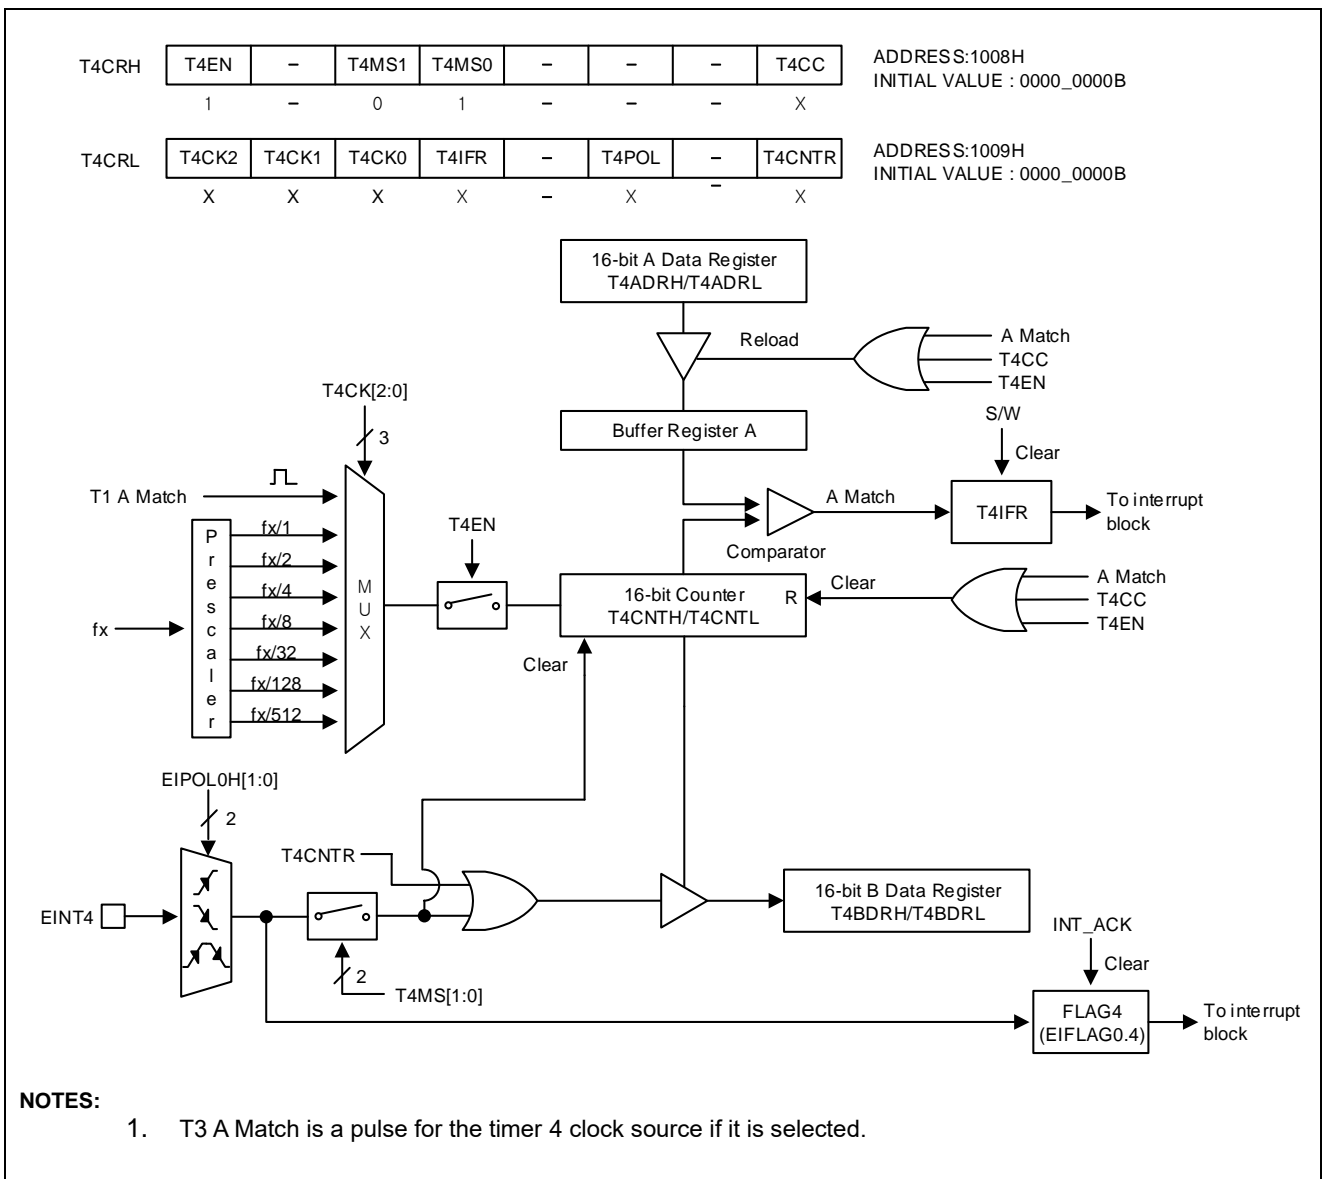 T4CRH T4EN – T4MS1 T4MS0 – – – T4CC
1 – 0 1 – – – X
ADDRESS:1008H
INITIAL VALUE : 0000_0000B
T4CRL T4CK2 T4CK1 T4CK0 T4IFR – T4POL – T4CNTR
X X X X – X – X
ADDRESS:1009H
INITIAL VALUE : 0000_0000B
16-bit A Data Register
T4ADRH/T4ADRL
Reload
A Match
T4CC
T4EN
T4CK[2:0]
3
Buffer Register A
S/W
Clear
T1 A Match
A Match
T4IFR
To interrupt
block
Comparator
Prescaler
fx/1
fx/2
fx/4
fx/8
fx/32
fx/128
fx/512
fx
MUX
T4EN
16-bit Counter
T4CNTH/T4CNTL
R
Clear
A Match
T4CC
T4EN
Clear
EIPOL0H[1:0]
2
T4CNTR
EINT4
2
T4MS[1:0]
16-bit B Data Register
T4BDRH/T4BDRL
INT_ACK
Clear
FLAG4
(EIFLAG0.4)
To interrupt
block
NOTES:
1. T3 A Match is a pulse for the timer 4 clock source if it is selected.